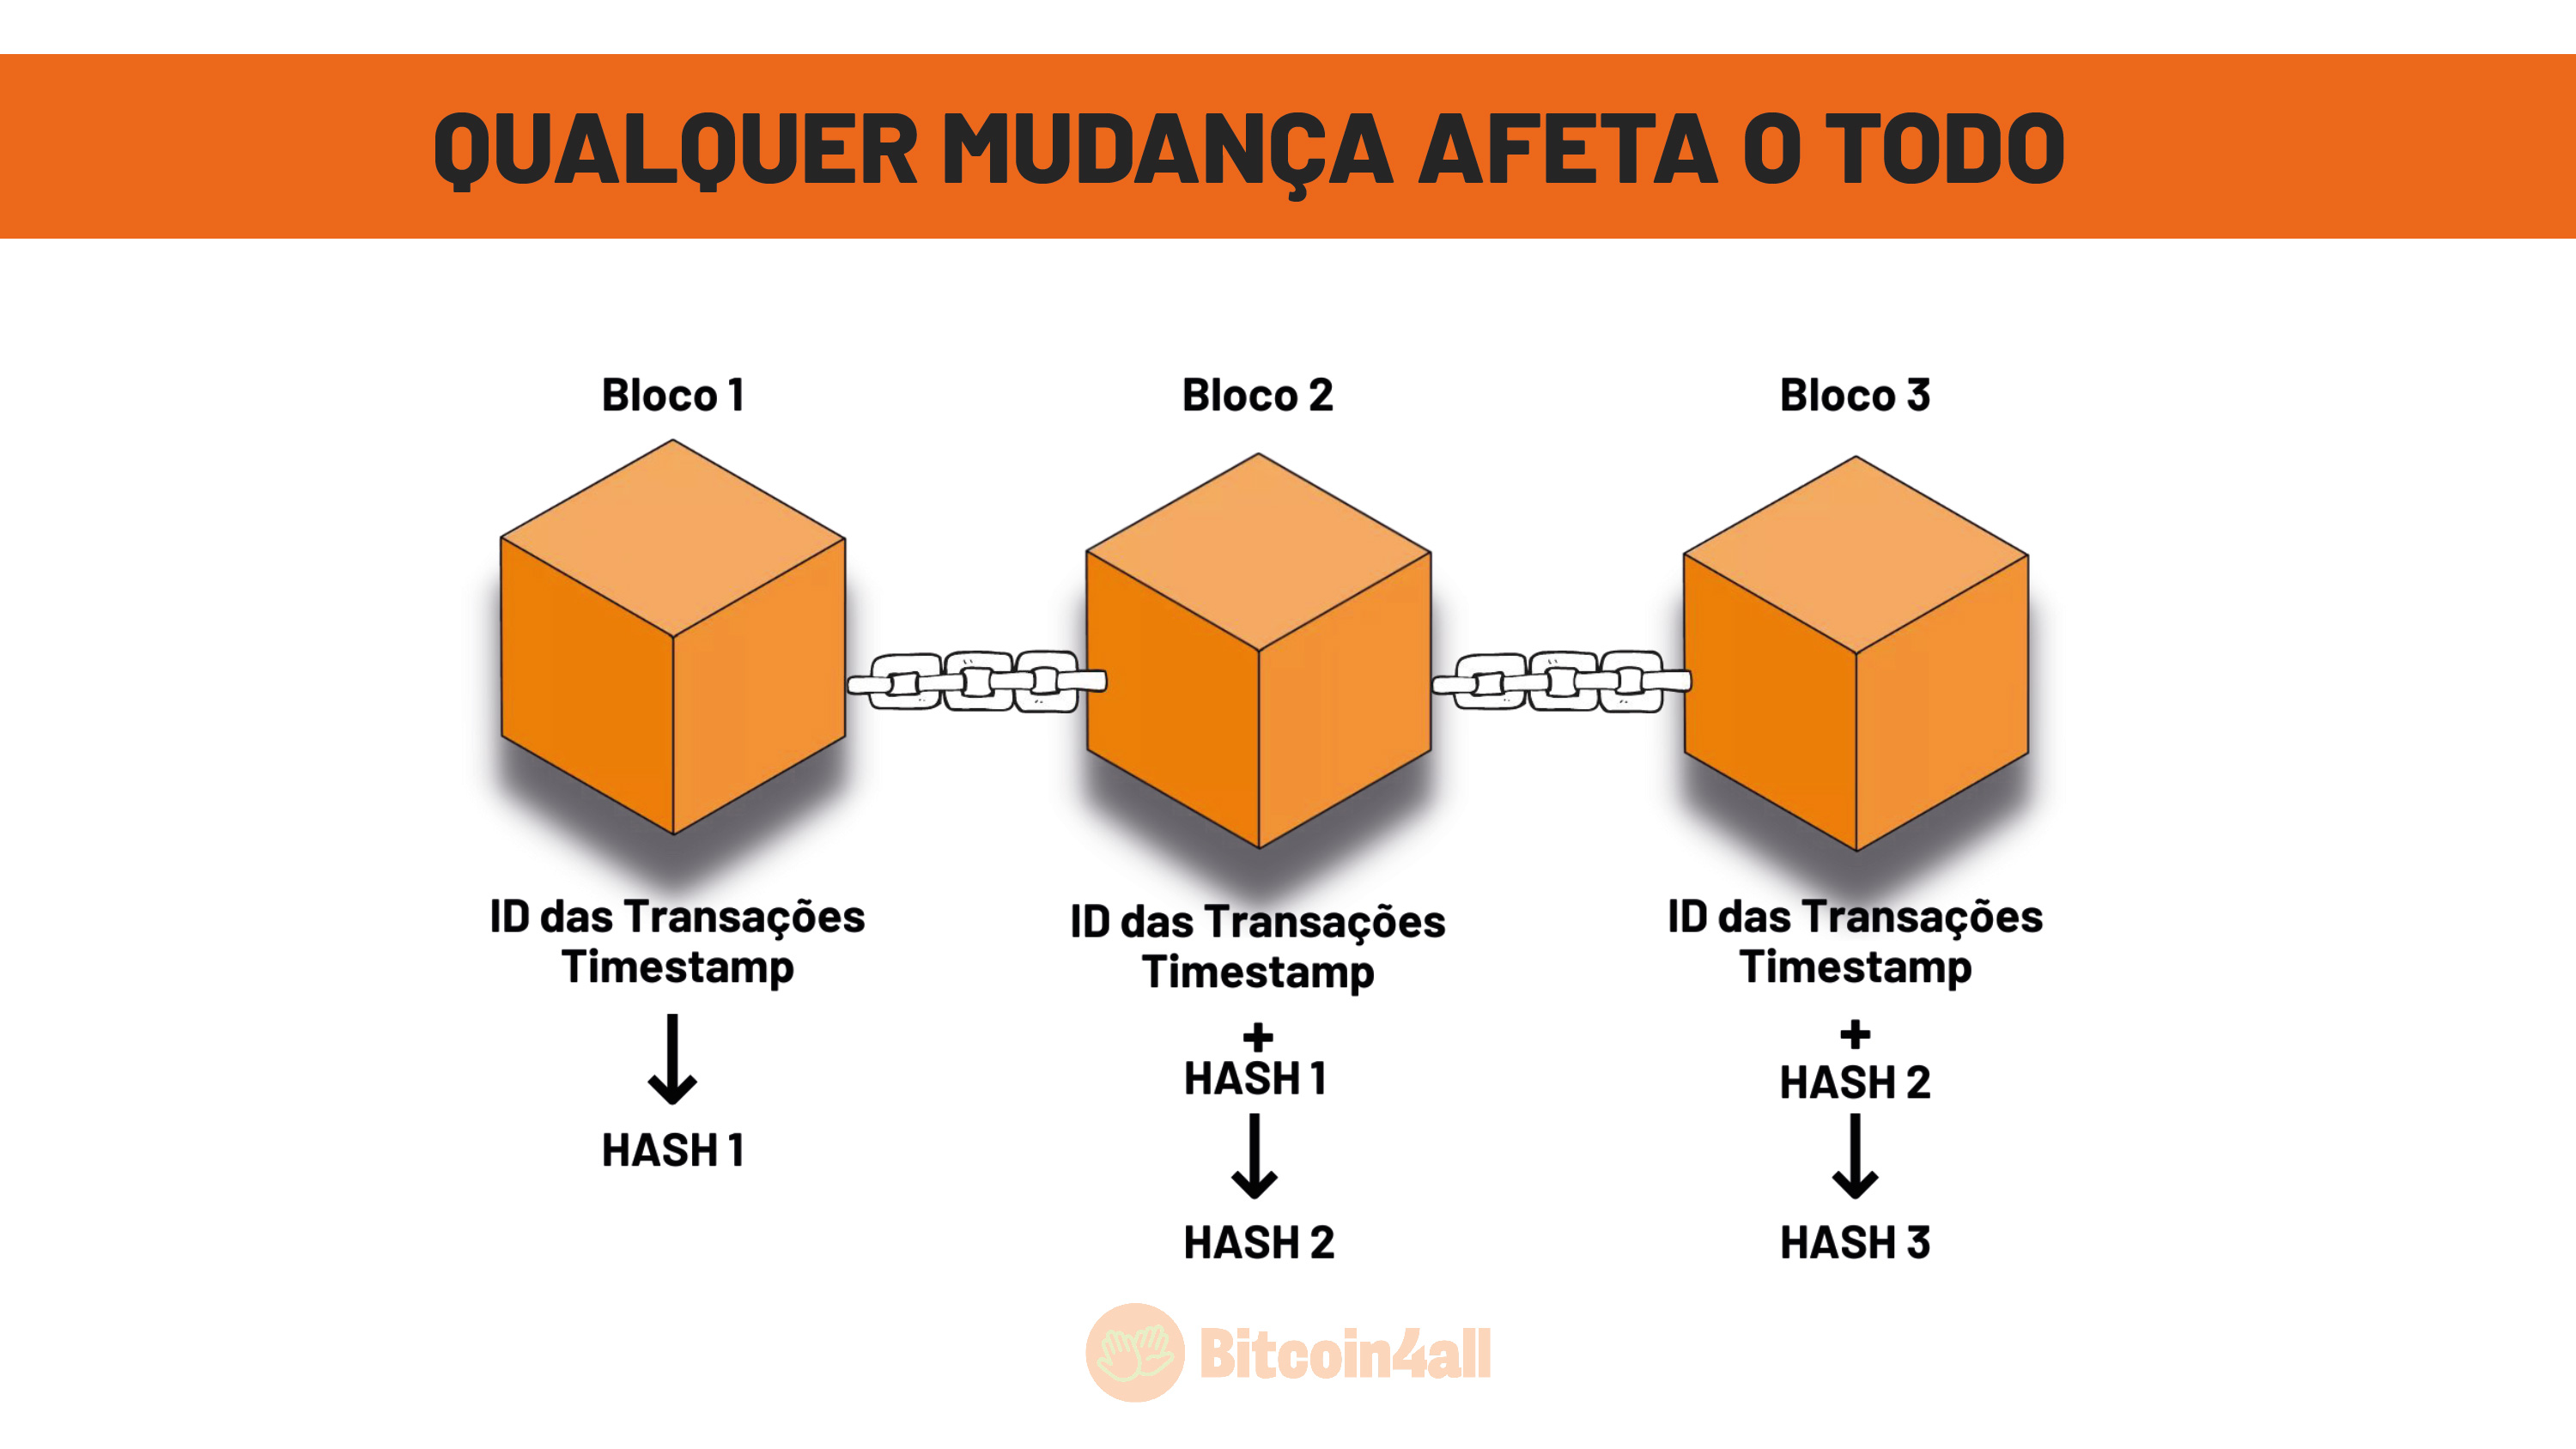 QUALQUER MUDANÇA AFETA O TODO
Bloco 1
Bloco 2
Bloco 3
ID das Transações
Timestamp
HASH 1
ID das Transações
Timestamp
+
HASH 1
HASH 2
ID das Transações
Timestamp
+
HASH 2
HASH 3
Bitcoin4all